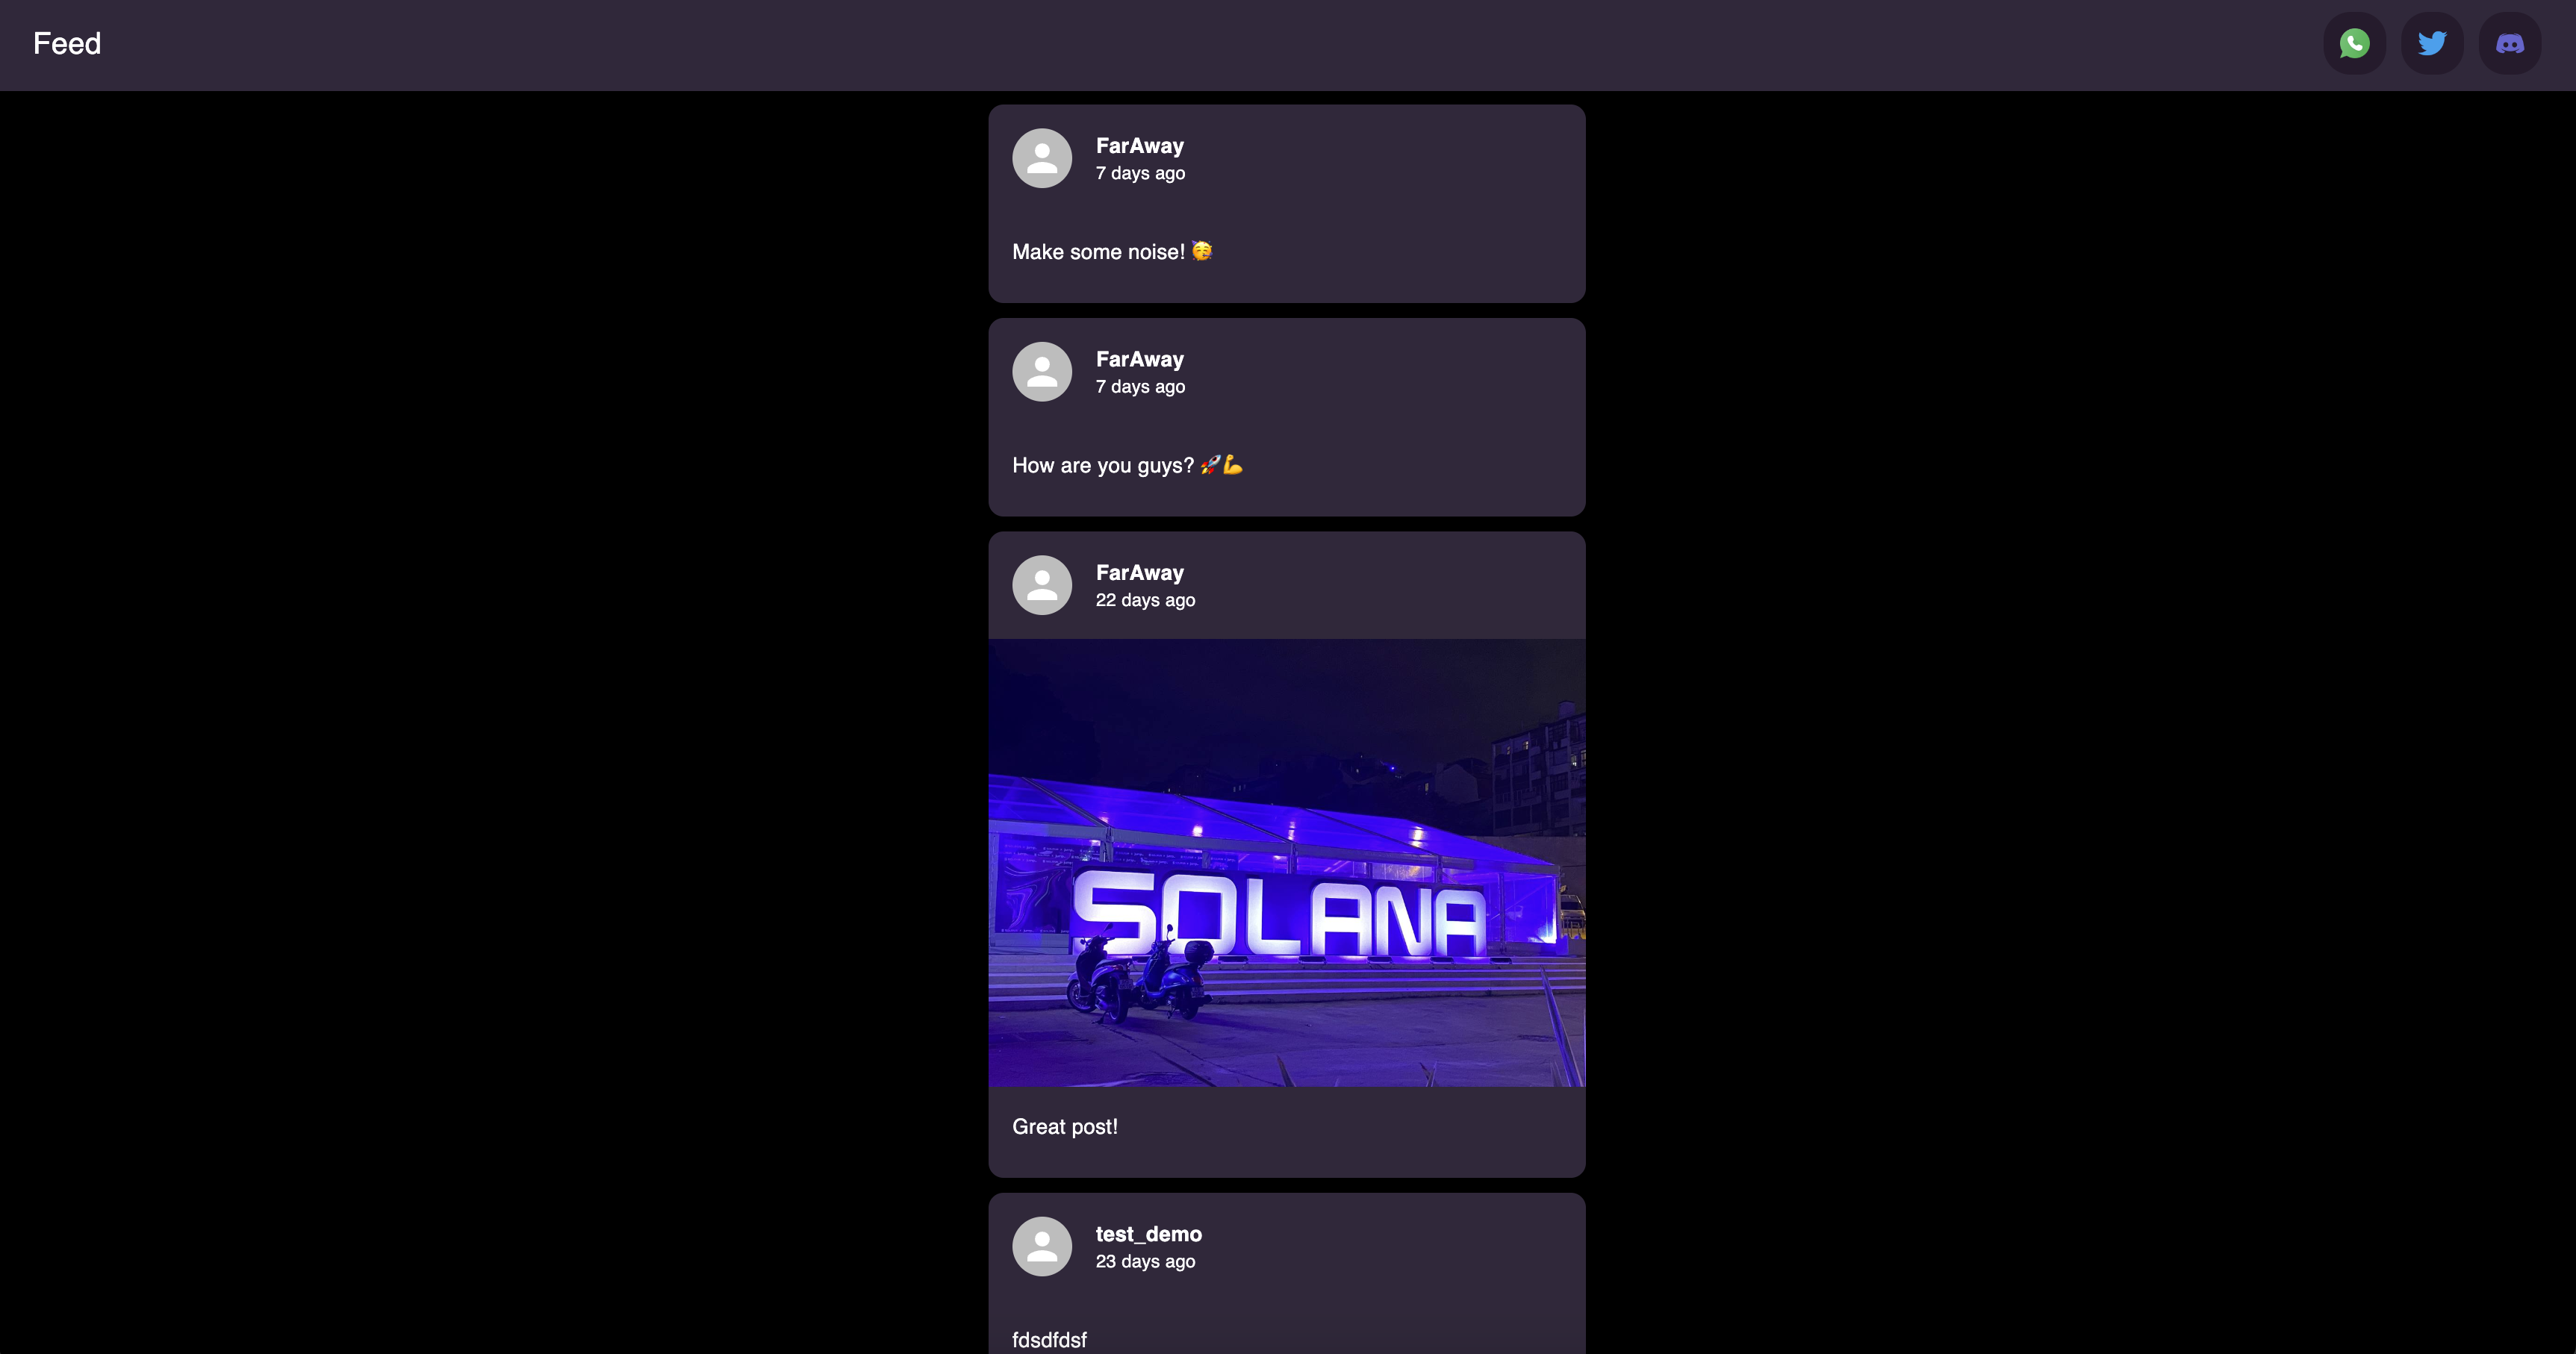 Feed
FarAway
7 days ago
Make some noise! 🥳
FarAway
7 days ago
How are you guys? 🚀💪
FarAway
22 days ago
SOLANA
Great post!
test_demo
23 days ago
fdsdfdsf